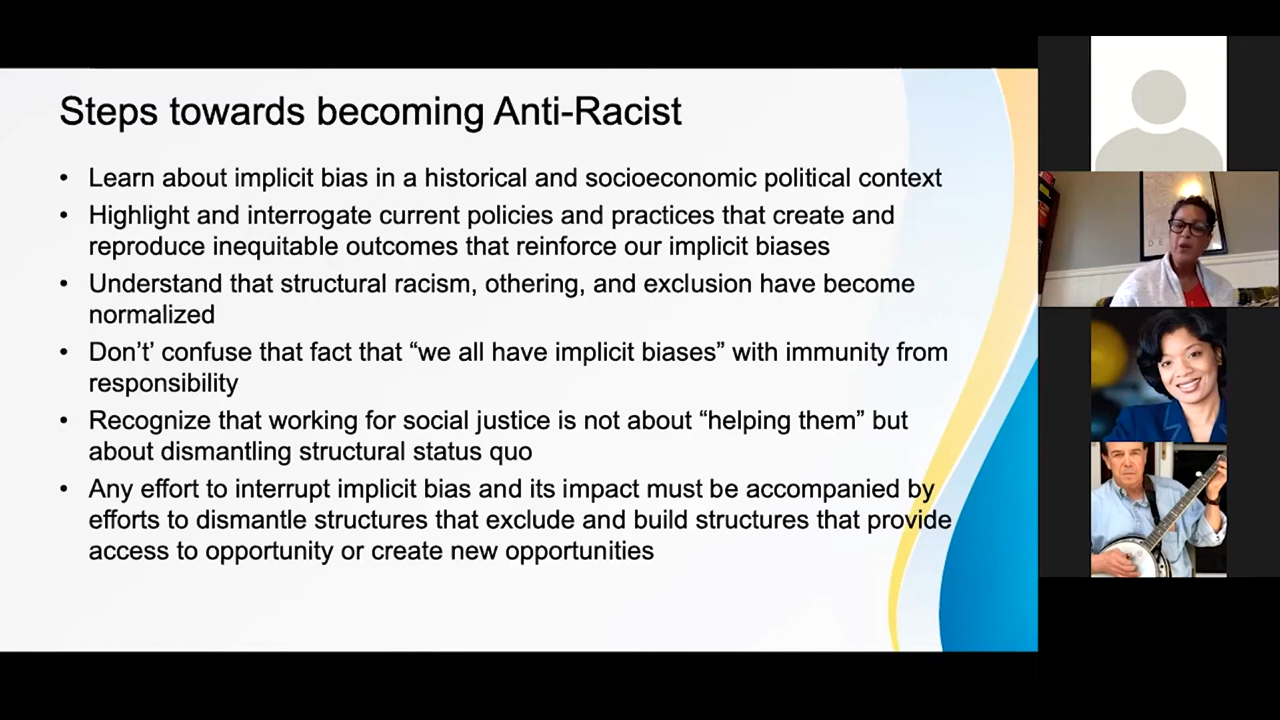 Steps towards becoming Anti-Racist
• Learn about implicit bias in a historical and socioeconomic political context
• Highlight and interrogate current policies and practices that create and
reproduce inequitable outcomes that reinforce our implicit biases
• Understand that structural racism, othering, and exclusion have become
normalized
• Don’t’ confuse that fact that “we all have implicit biases” with immunity from
responsibility
• Recognize that working for social justice is not about “helping them” but
about dismantling structural status quo
• Any effort to interrupt implicit bias and its impact must be accompanied by
efforts to dismantle structures that exclude and build structures that provide
access to opportunity or create new opportunities